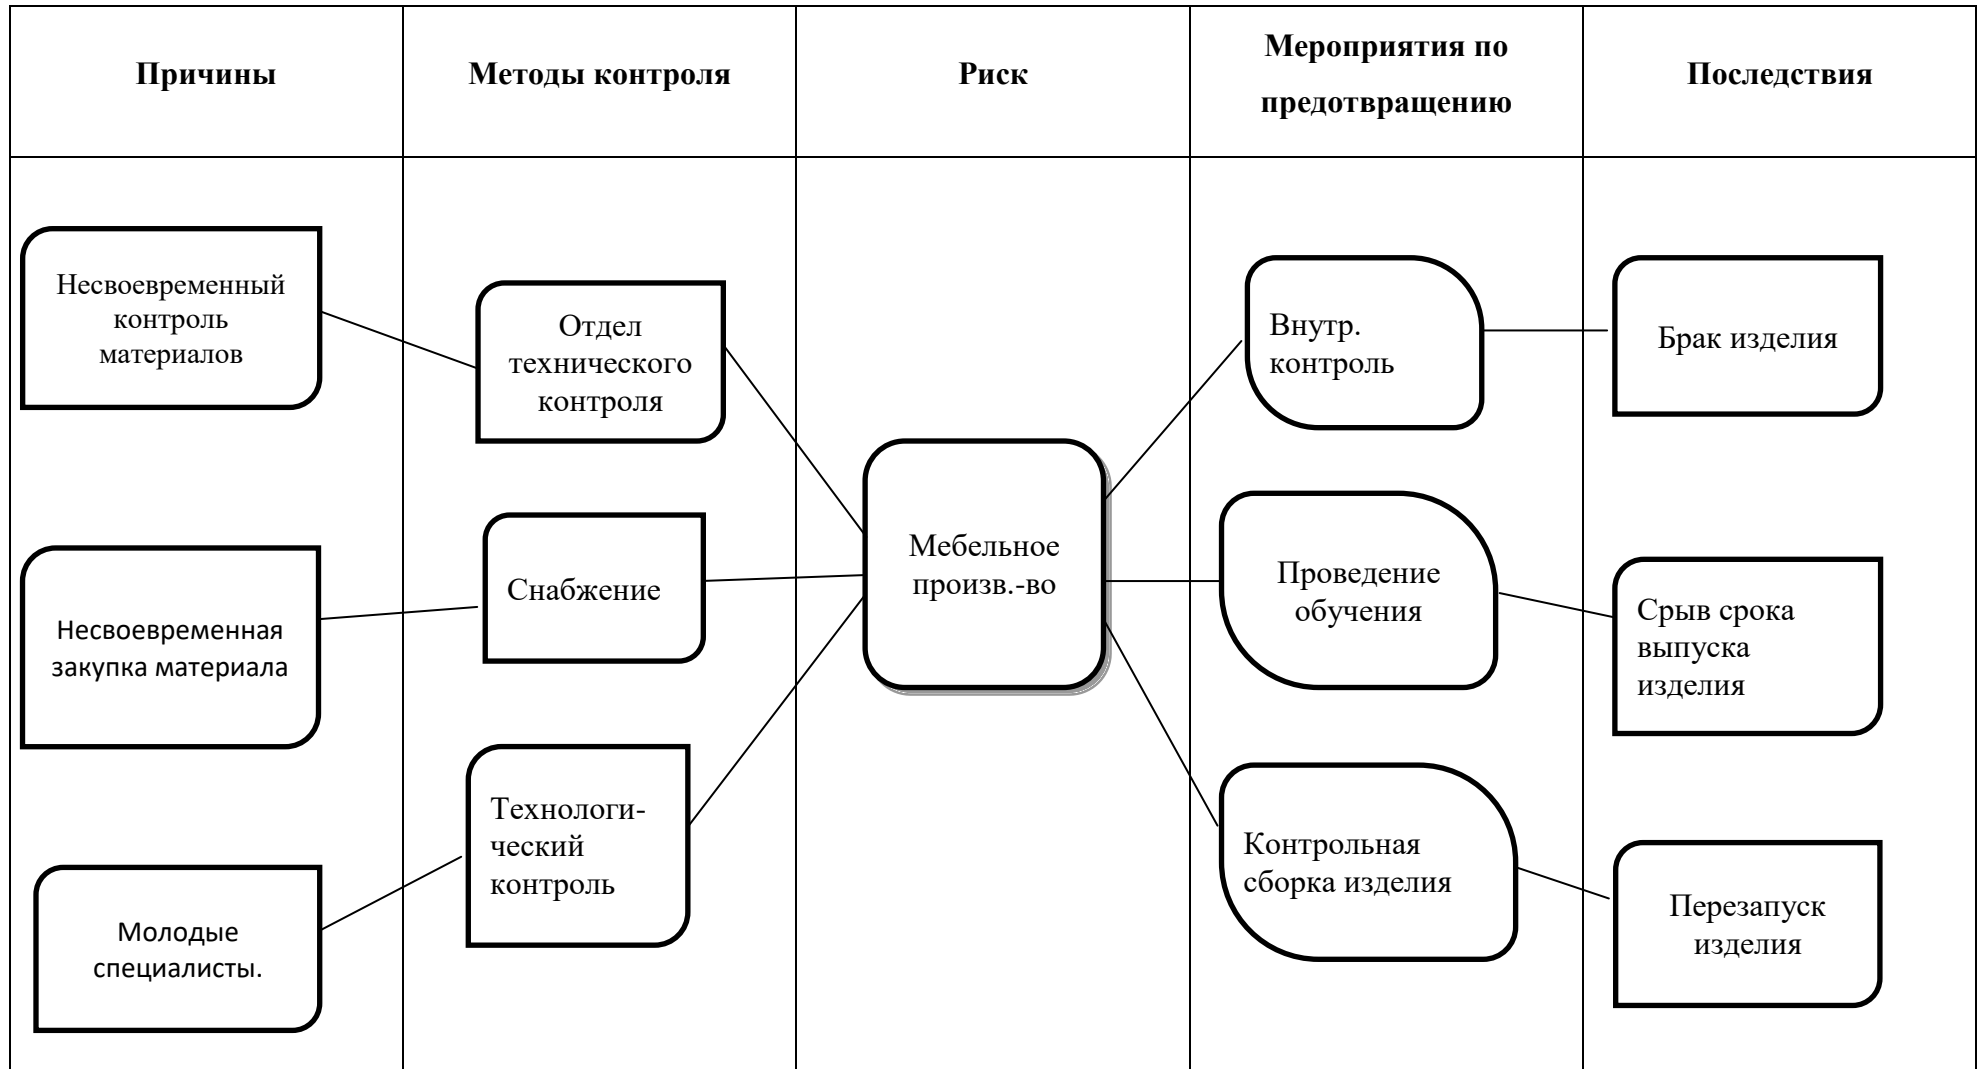 Причины
Методы контроля
Риск
Мероприятия по
предотвращению
Последствия
Несвоевременный
контроль
материалов
Несвоевременная
закупка материала
Молодые
специалисты.
Отдел
технического
контроля
Снабжение
Технологи-
ческий
контроль
Мебельное
произв.-во
Внутр.
контроль
Проведение
обучения
Контрольная
сборка изделия
Брак изделия
Срыв срока
выпуска
изделия
Перезапуск
изделия